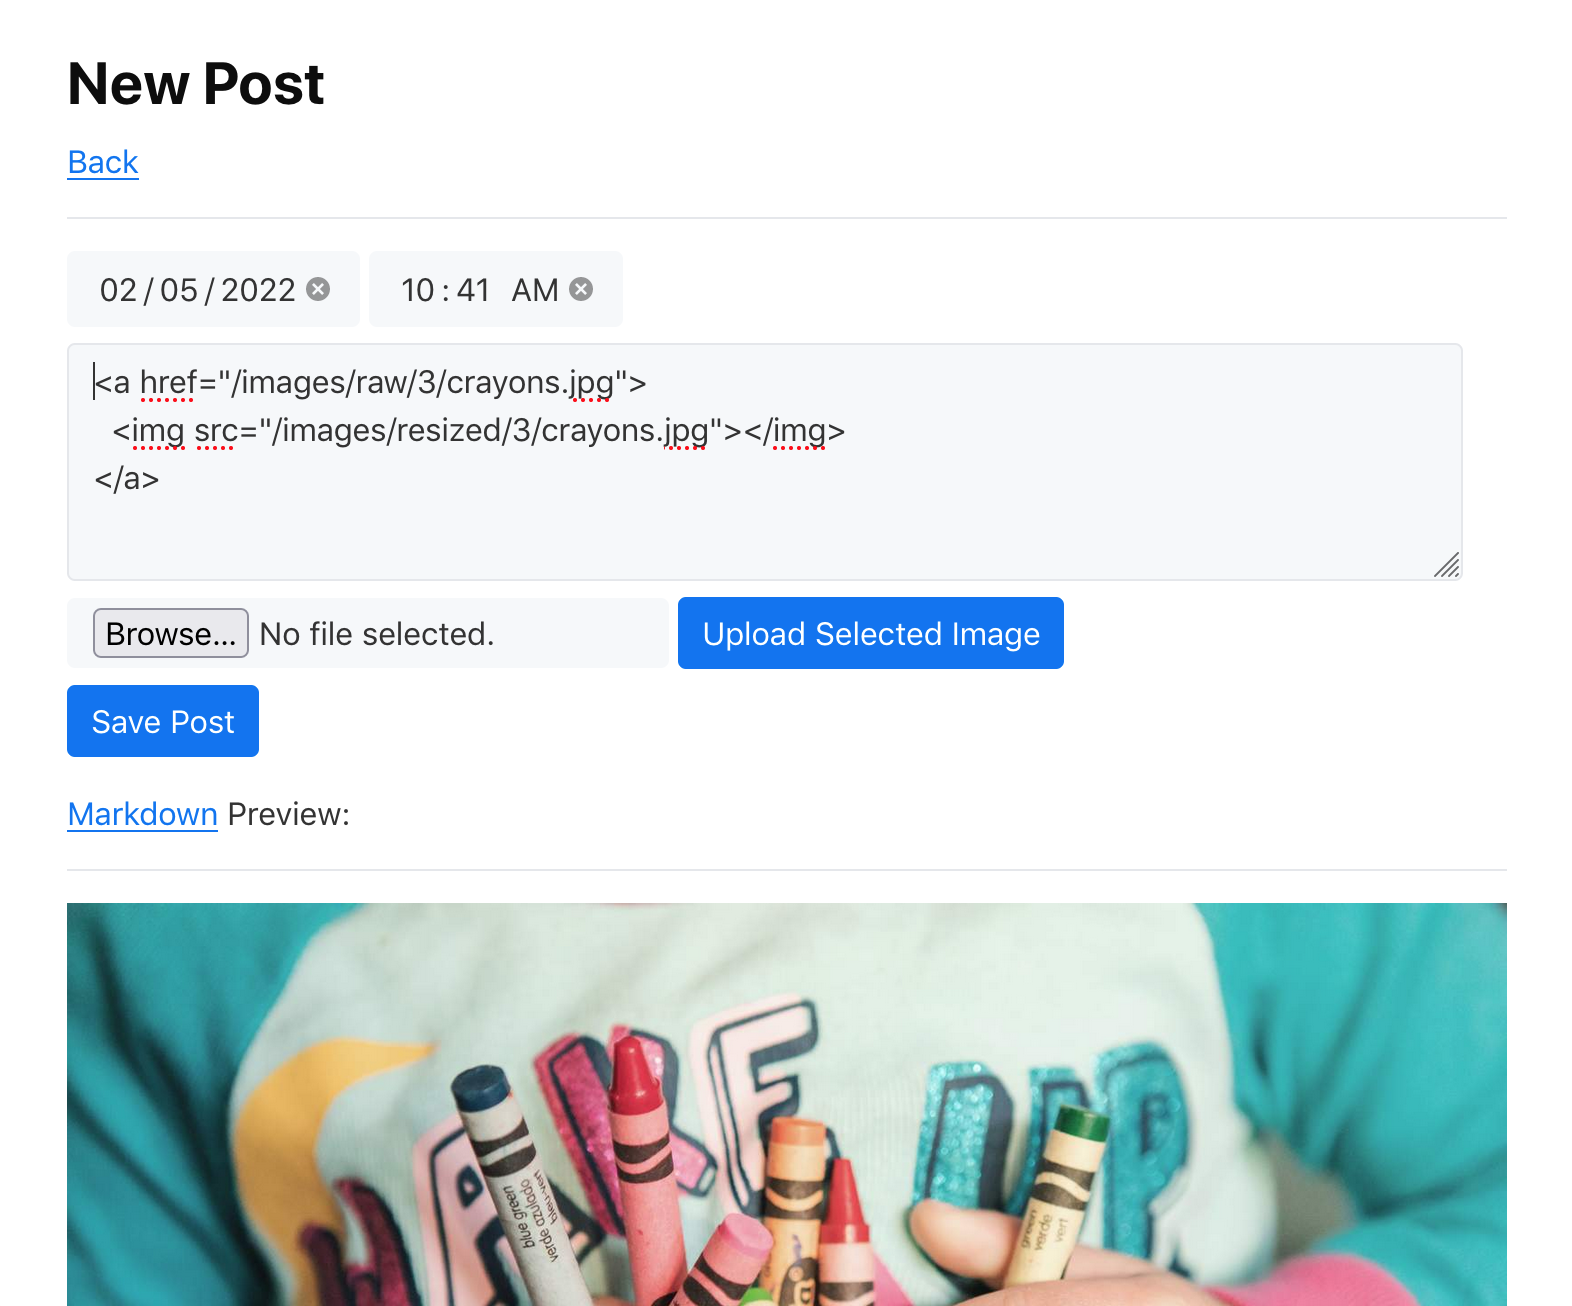 New Post
Back
02/05/2022
10:41 AM
<a href="/images/raw/3/crayons.jpg">
  <img src="/images/resized/3/crayons.jpg"></img>
</a>
Browse... No file selected.
Upload Selected Image
Save Post
Markdown Preview:
blue green
verde azulado
bleu-vert
green
verde
vert